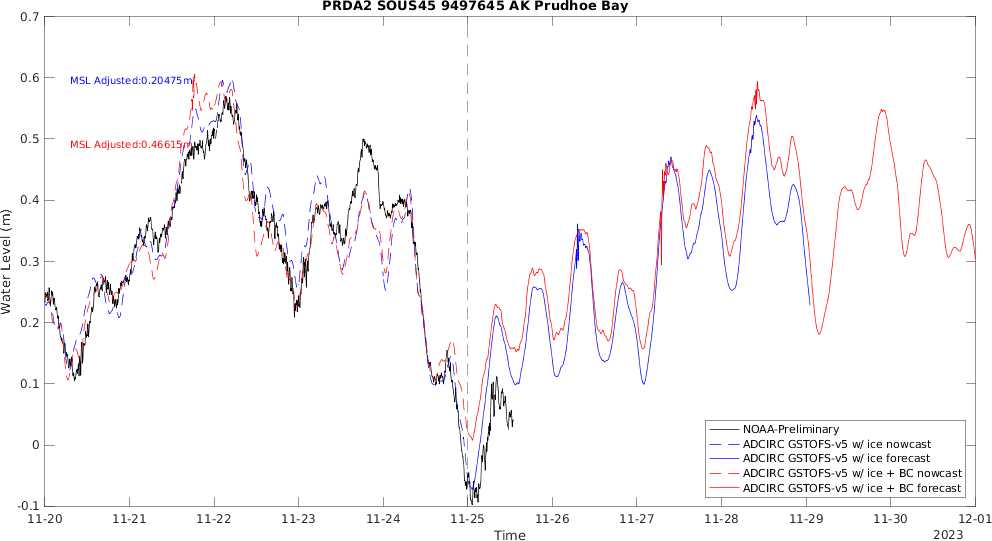 PRDA2 SOUS45 9497645 AK Prudhoe Bay
0.7
0.6
0.5
0.4
0.3
0.2
0.1
0
-0.1
Water Level (m)
MSL Adjusted:0.20475m
MSL Adjusted:0.46615m
NOAA-Preliminary
ADCIRC GSTOFS-v5 w/ ice nowcast
ADCIRC GSTOFS-v5 w/ ice forecast
ADCIRC GSTOFS-v5 w/ ice + BC nowcast
ADCIRC GSTOFS-v5 w/ ice + BC forecast
11-20 11-21 11-22 11-23 11-24 11-25 11-26 11-27 11-28 11-29 11-30 12-01
Time
2023